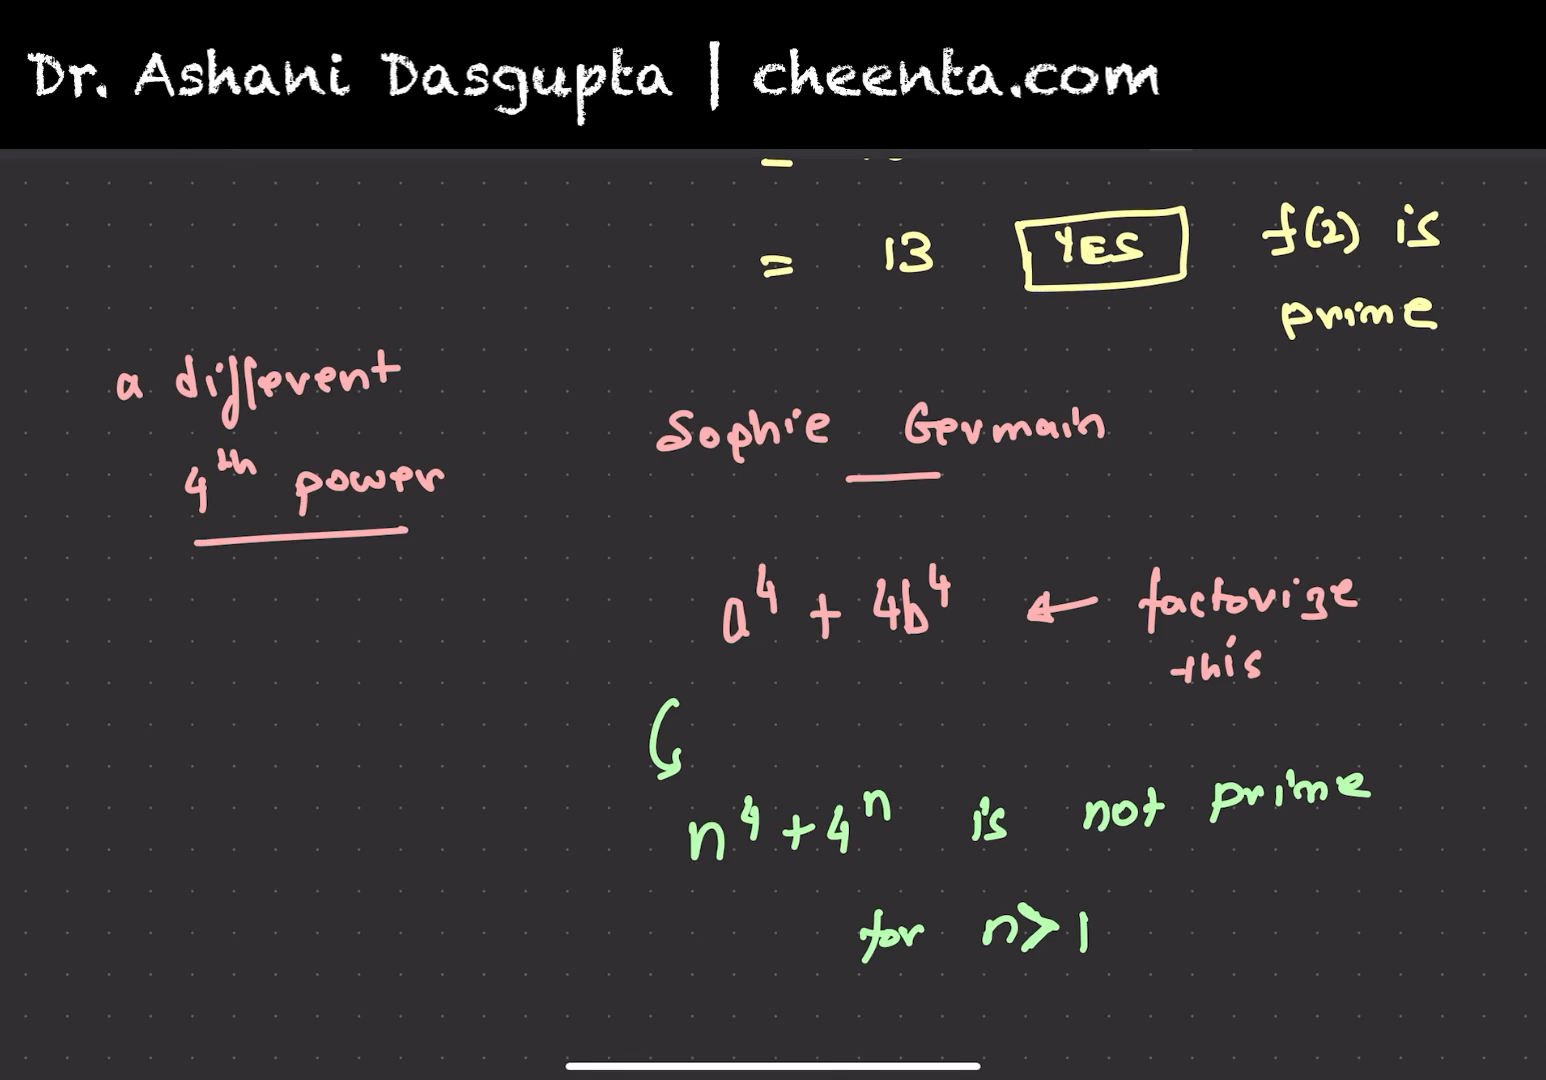 Dr. Ashani Dasgupta | cheenta.com
= 13 YES f(2) is
prime
a different
4th power
Sophie Germain
a⁴ + 4b⁴ ← factorize
this
n⁴ + 4ⁿ is not prime
for n > 1